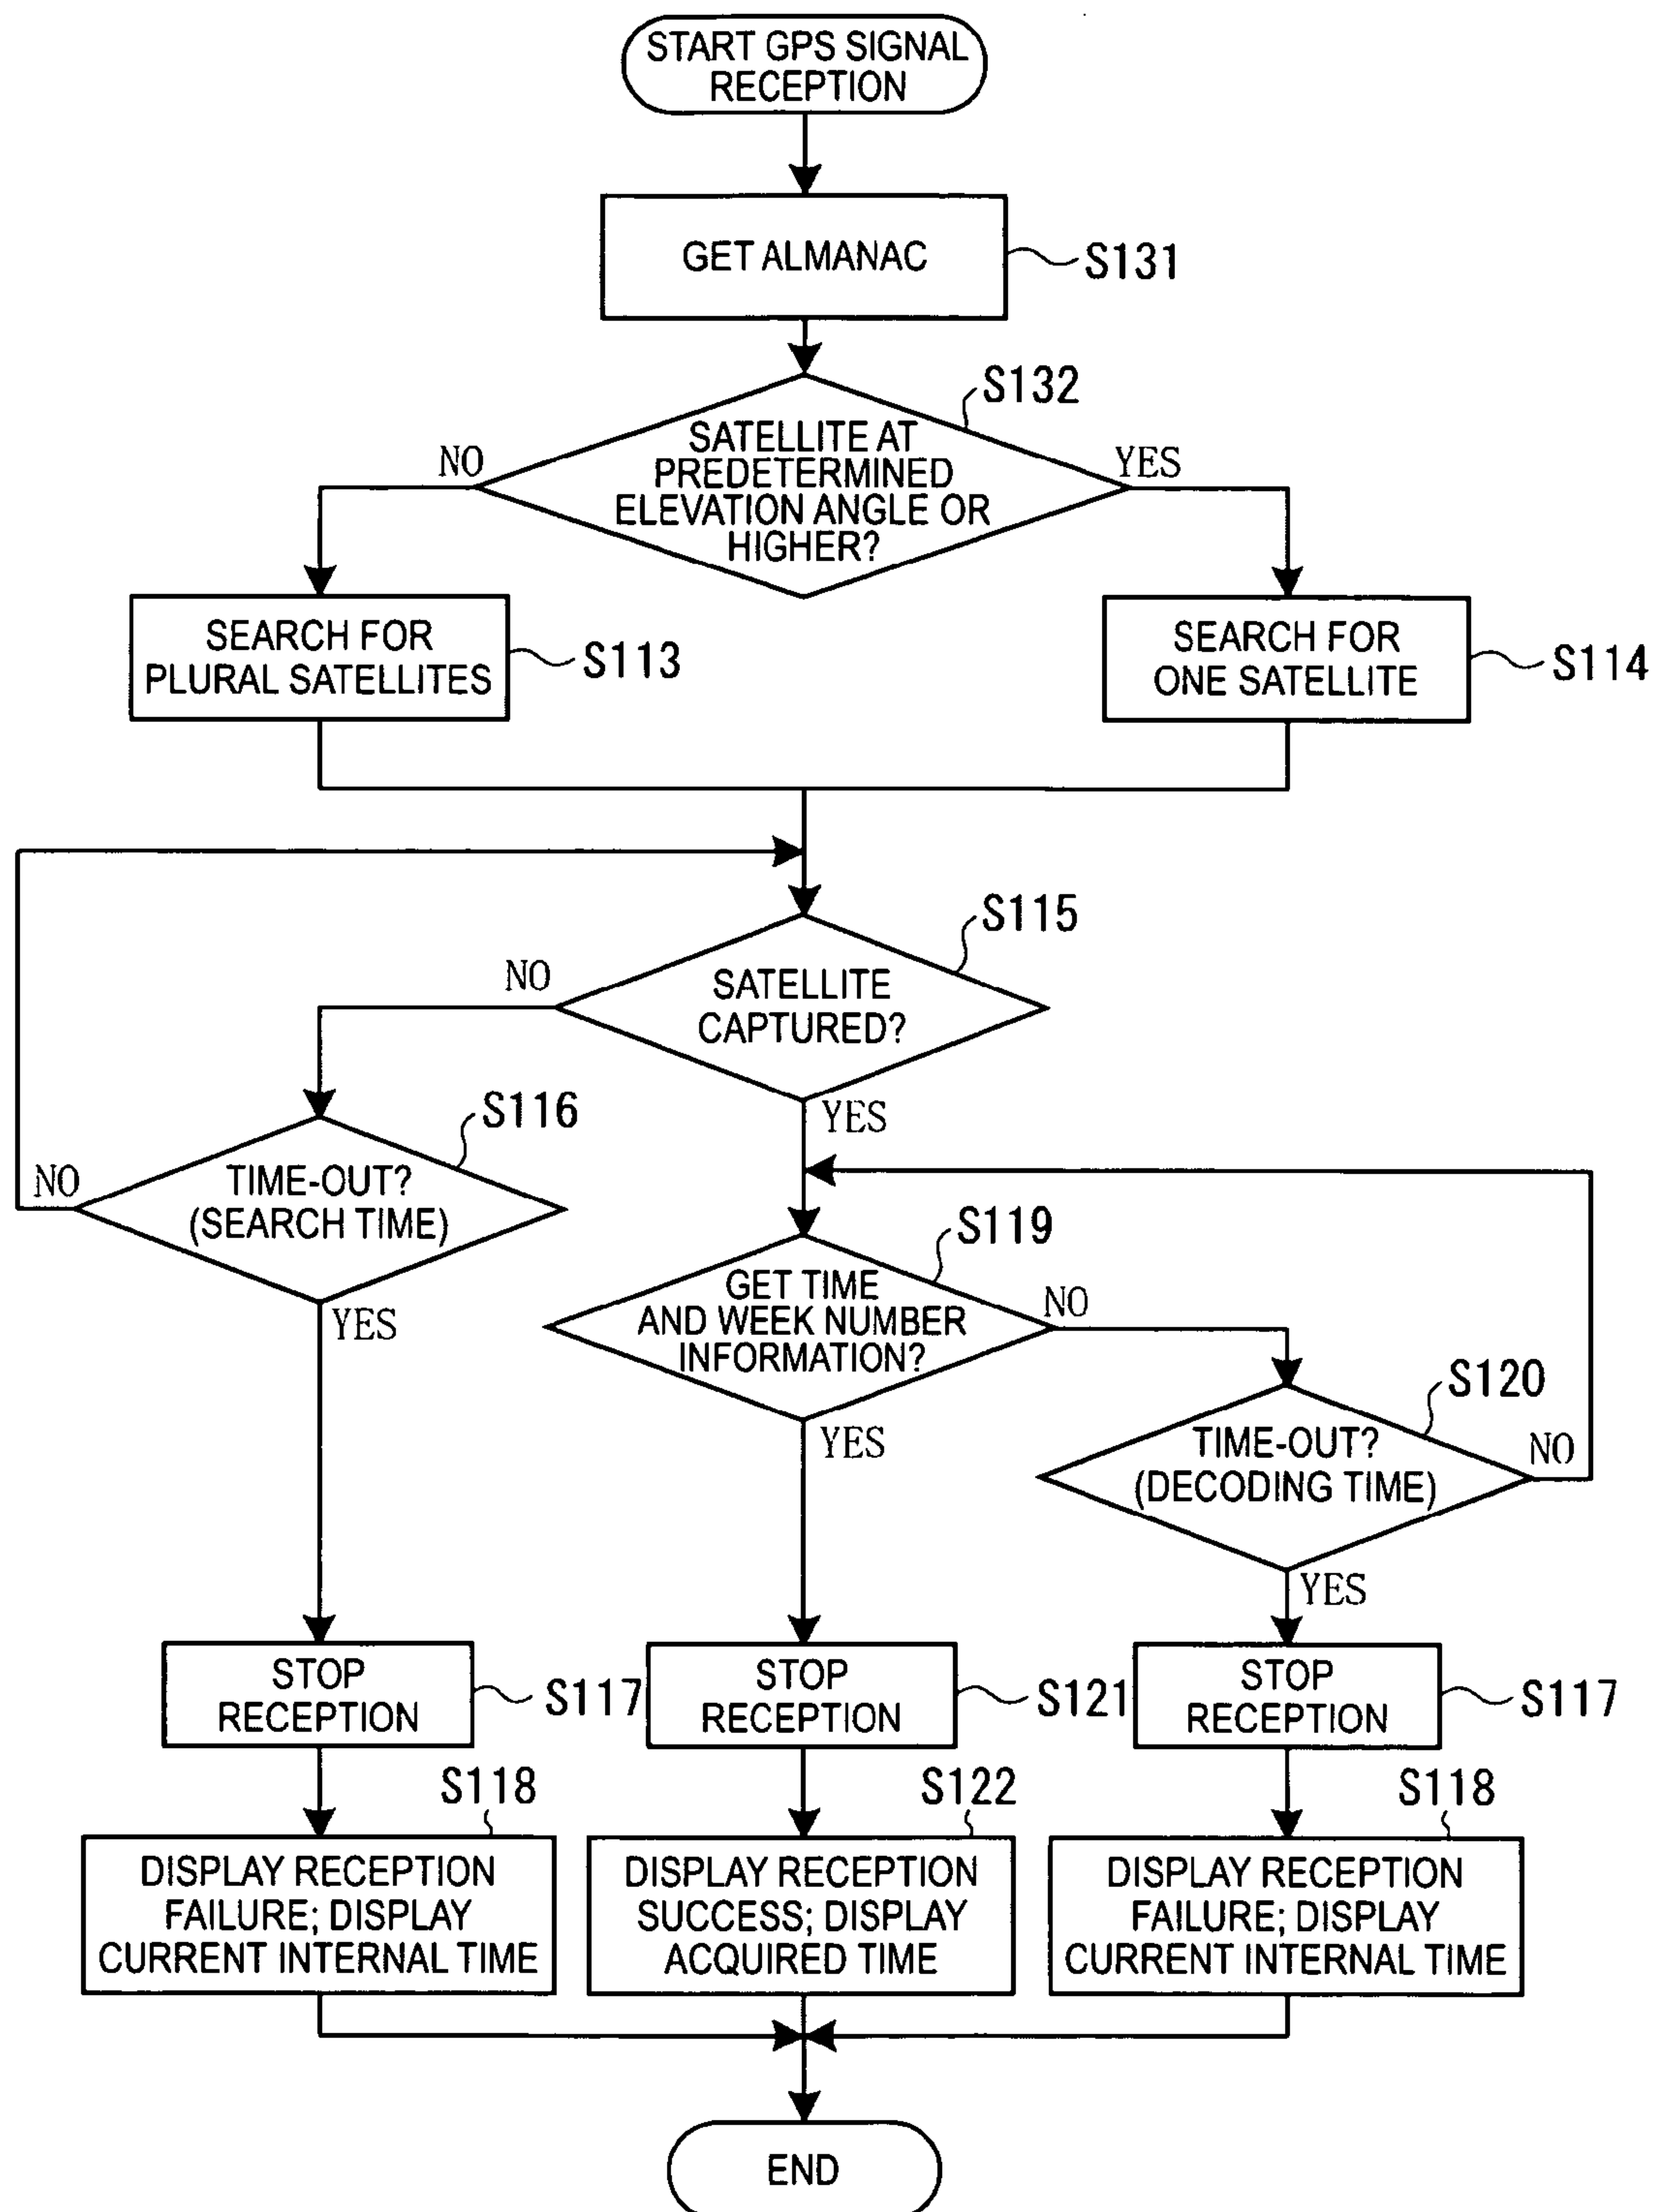 START GPS SIGNAL
RECEPTION
GET ALMANAC
S131
S132
SATELLITE AT
PREDETERMINED
ELEVATION ANGLE OR
HIGHER?
NO
YES
SEARCH FOR
PLURAL SATELLITES
S113
SEARCH FOR
ONE SATELLITE
S114
S115
SATELLITE
CAPTURED?
NO
YES
S116
TIME-OUT?
(SEARCH TIME)
NO
YES
S119
GET TIME
AND WEEK NUMBER
INFORMATION?
NO
YES
S120
TIME-OUT?
(DECODING TIME)
NO
YES
STOP
RECEPTION
S117
STOP
RECEPTION
S121
STOP
RECEPTION
S117
S118
DISPLAY RECEPTION
FAILURE; DISPLAY
CURRENT INTERNAL TIME
S122
DISPLAY RECEPTION
SUCCESS; DISPLAY
ACQUIRED TIME
S118
DISPLAY RECEPTION
FAILURE; DISPLAY
CURRENT INTERNAL TIME
END